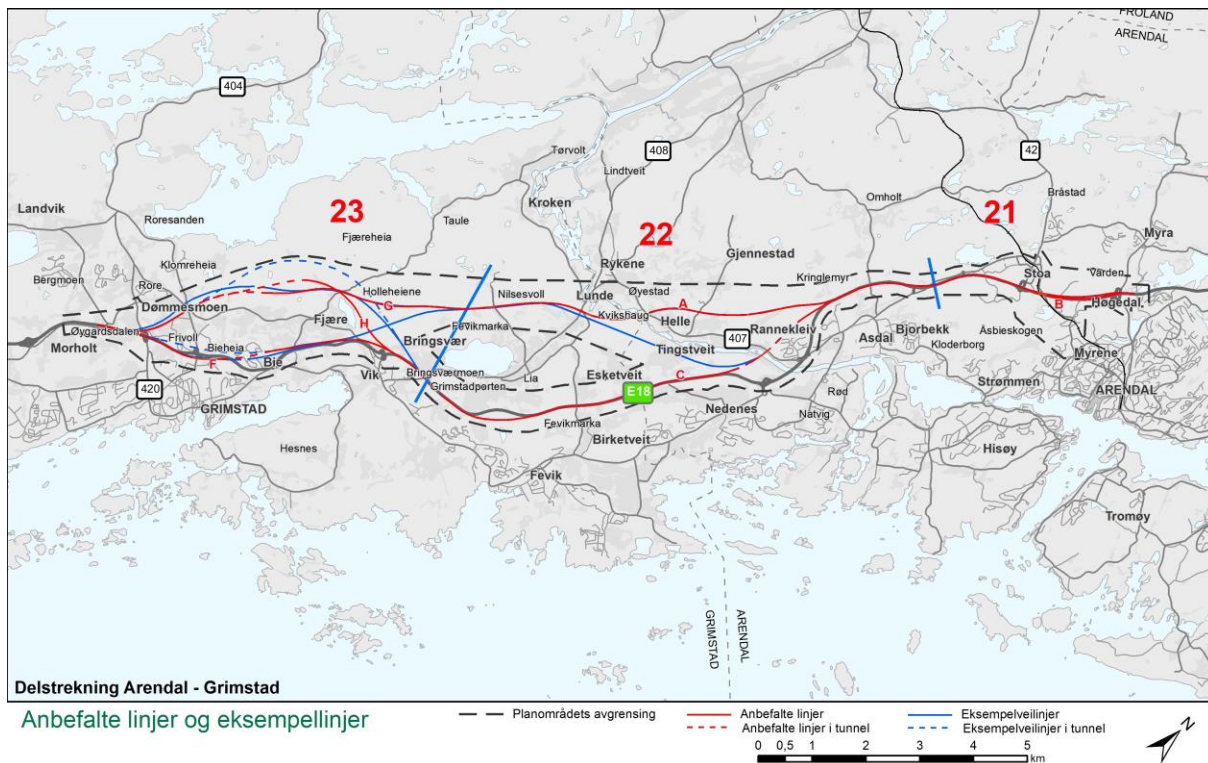 FROLAND
ARENDAL
404
408
42
Tørvolt
Lindtveit
Landvik
Roresanden
23
Taule
Kroken
22
Omholt
21
Bråstad
Fjæreheia
Gjennestad
Myra
Klomreheia
Rykene
Bergmoen
Rore
Holleheiene
Nilsesvoll
Lunde
Øyestad
Kringlemyr
Stoa
Värden
Dømmesmoen
G
A
B
Høgedal
Øygardsdalen
Fjære
H
Fevikmarka
Kvikshaug
Helle
Rannekleiv
Frivoll
Bieheia
Bringsvær
407
Bjorbekk
Åsbieskogen
Morholt
F
Bie
Tingstveit
Asdal
Kloderborg
Myrene
Vik
Bringsværmoen
Lia
Esketveit
C
420
Grimstadporten
E18
Strømmen
ARENDAL
GRIMSTAD
Nedenes
Rød
Natvig
Fevikmarka
Birketveit
Hesnes
Hisøy
Fevik
Tromøy
GRIMSTAD
ARENDAL
Delstrekning Arendal - Grimstad
Anbefalte linjer og eksempellinjer
Planområdets avgrensing
Anbefalte linjer
Eksempelveilinjer
Anbefalte linjer i tunnel
Eksempelveilinjer i tunnel
0 0,5 1 2 3 4 5
km
N